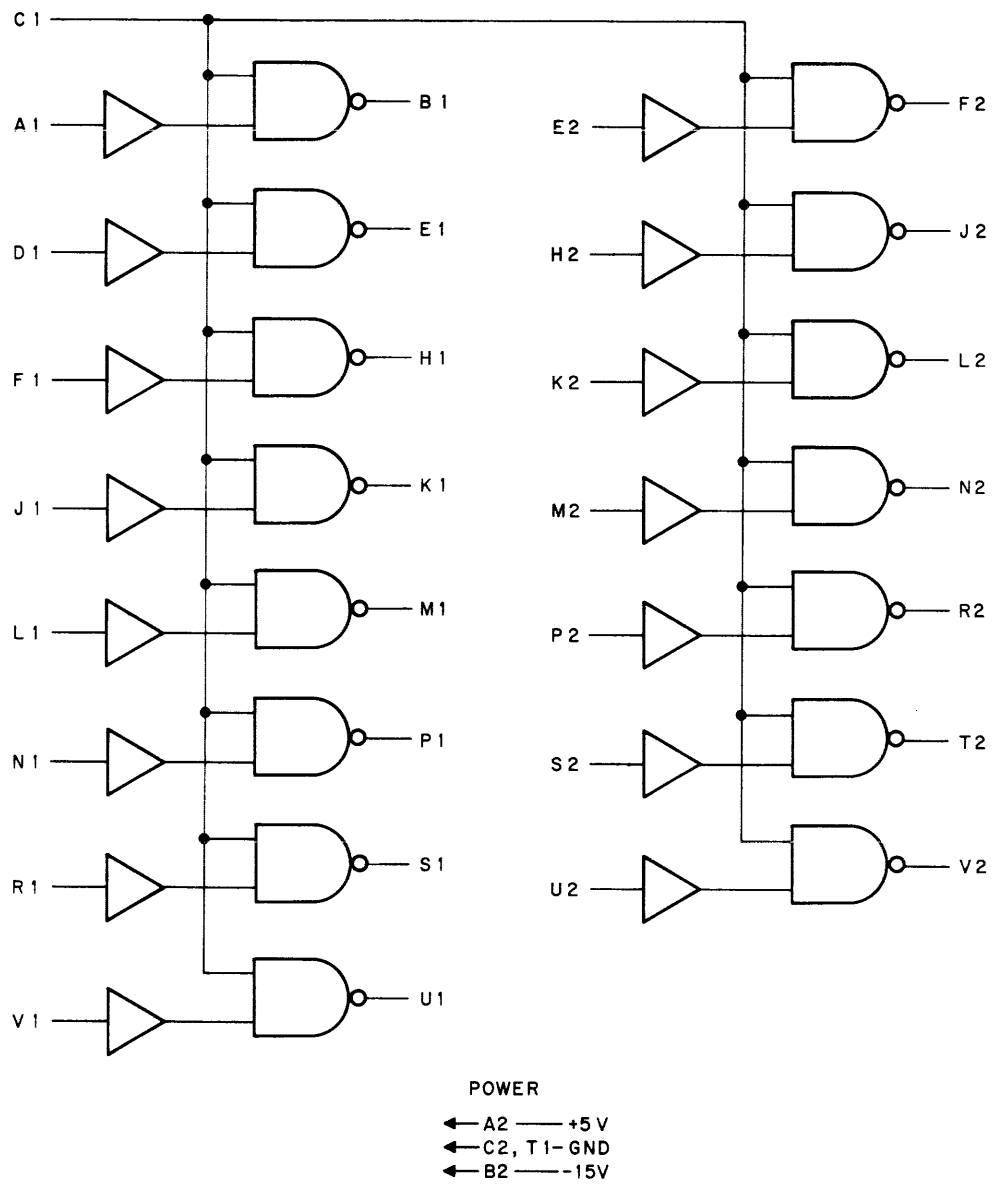 C1
A1 B1 E2 F2
D1 E1 H2 J2
F1 H1 K2 L2
J1 K1 M2 N2
L1 M1 P2 R2
N1 P1 S2 T2
R1 S1 U2 V2
V1 U1
POWER
A2 +5V
C2, T1-GND
B2 -15V